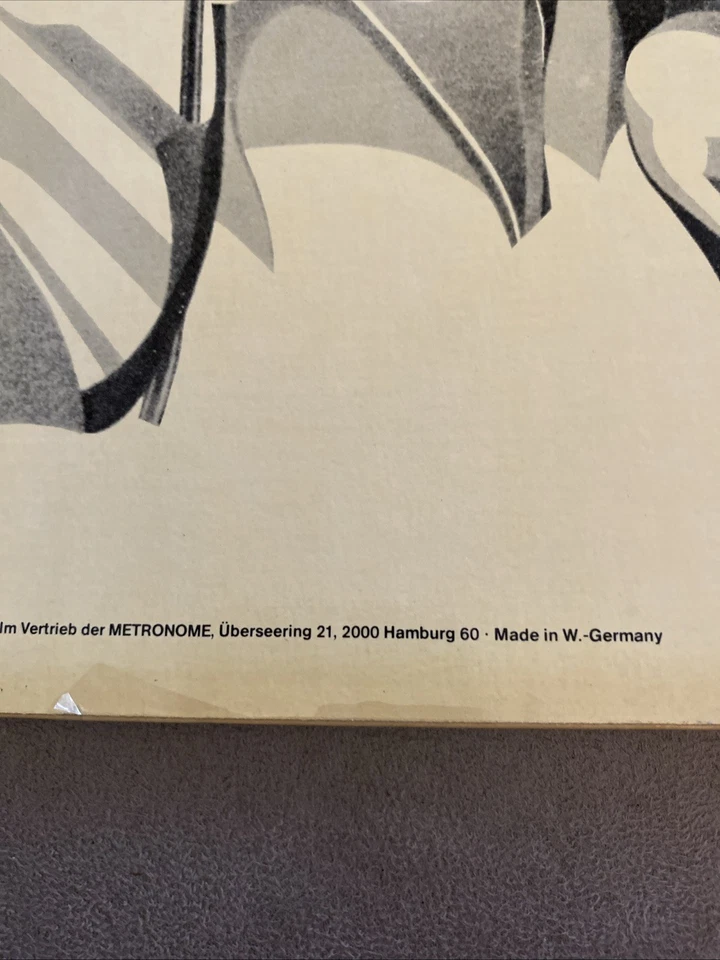 Im Vertrieb der METRONOME, Überseering 21, 2000 Hamburg 60 · Made in W.-Germany